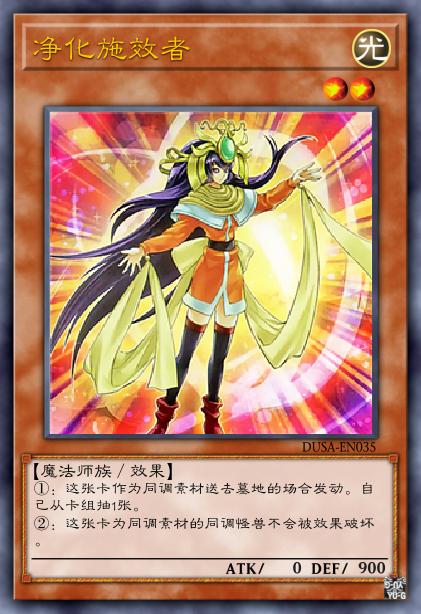 净化施效者
光
DUSA-EN035
【魔法师族/效果】
①：这张卡作为同调素材送去墓地的场合发动。自
己从卡组抽1张。
②：这张卡为同调素材的同调怪兽不会被效果破坏
。
ATK/ 0 DEF/ 900